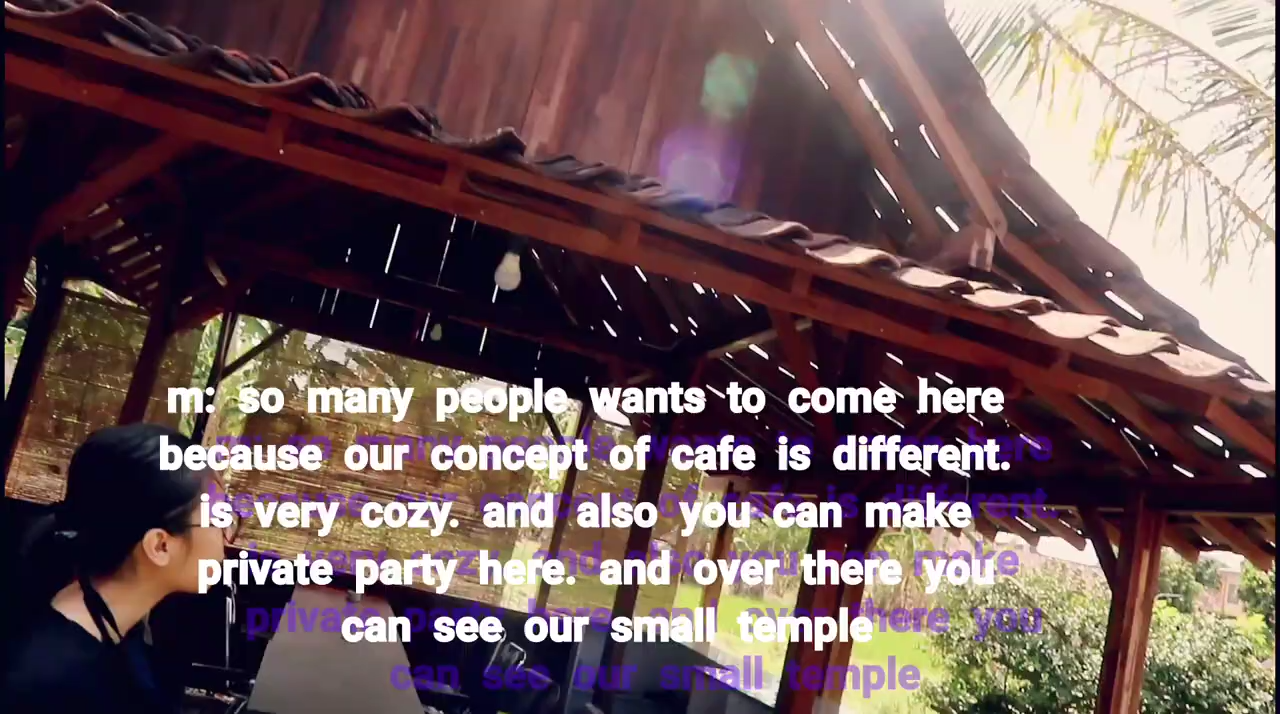 m: so many people wants to come here
because our concept of cafe is different.
is very cozy. and also you can make
private party here. and over there you
can see our small temple